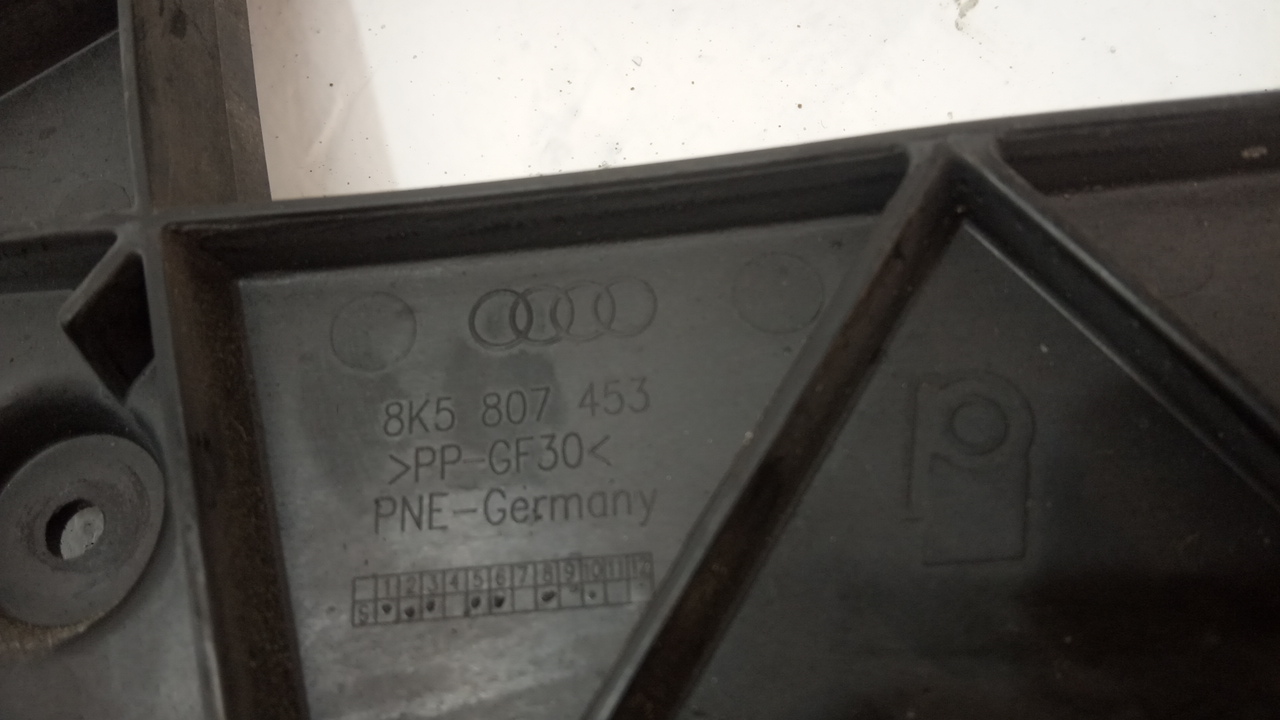 8K5 807 453
>PP-GF30<
PNE-Germany
1 2 3 4 5 6 7 8 9 10 11 12
S